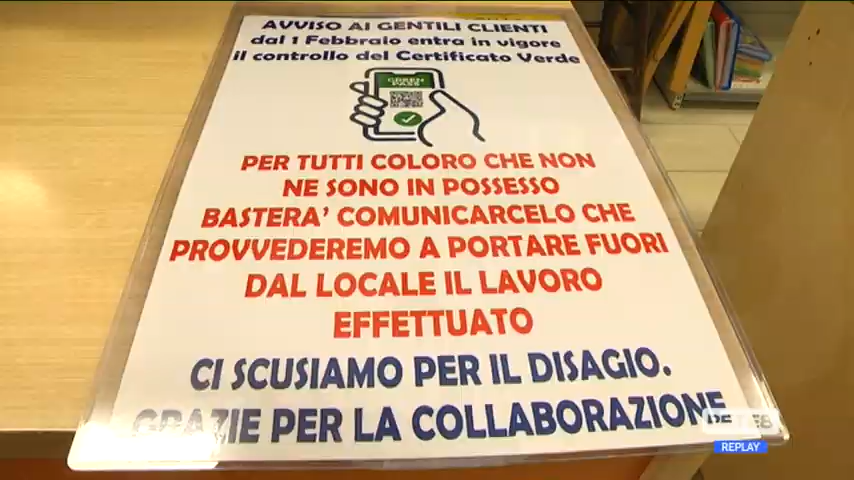 AVVISO AI GENTILI CLIENTI
dal 1 Febbraio entra in vigore
il controllo del Certificato Verde
GREEN
PASS
PER TUTTI COLORO CHE NON
NE SONO IN POSSESSO
BASTERA' COMUNICARCELO CHE
PROVVEDEREMO A PORTARE FUORI
DAL LOCALE IL LAVORO
EFFETTUATO
CI SCUSIAMO PER IL DISAGIO.
GRAZIE PER LA COLLABORAZIONE
REPLAY